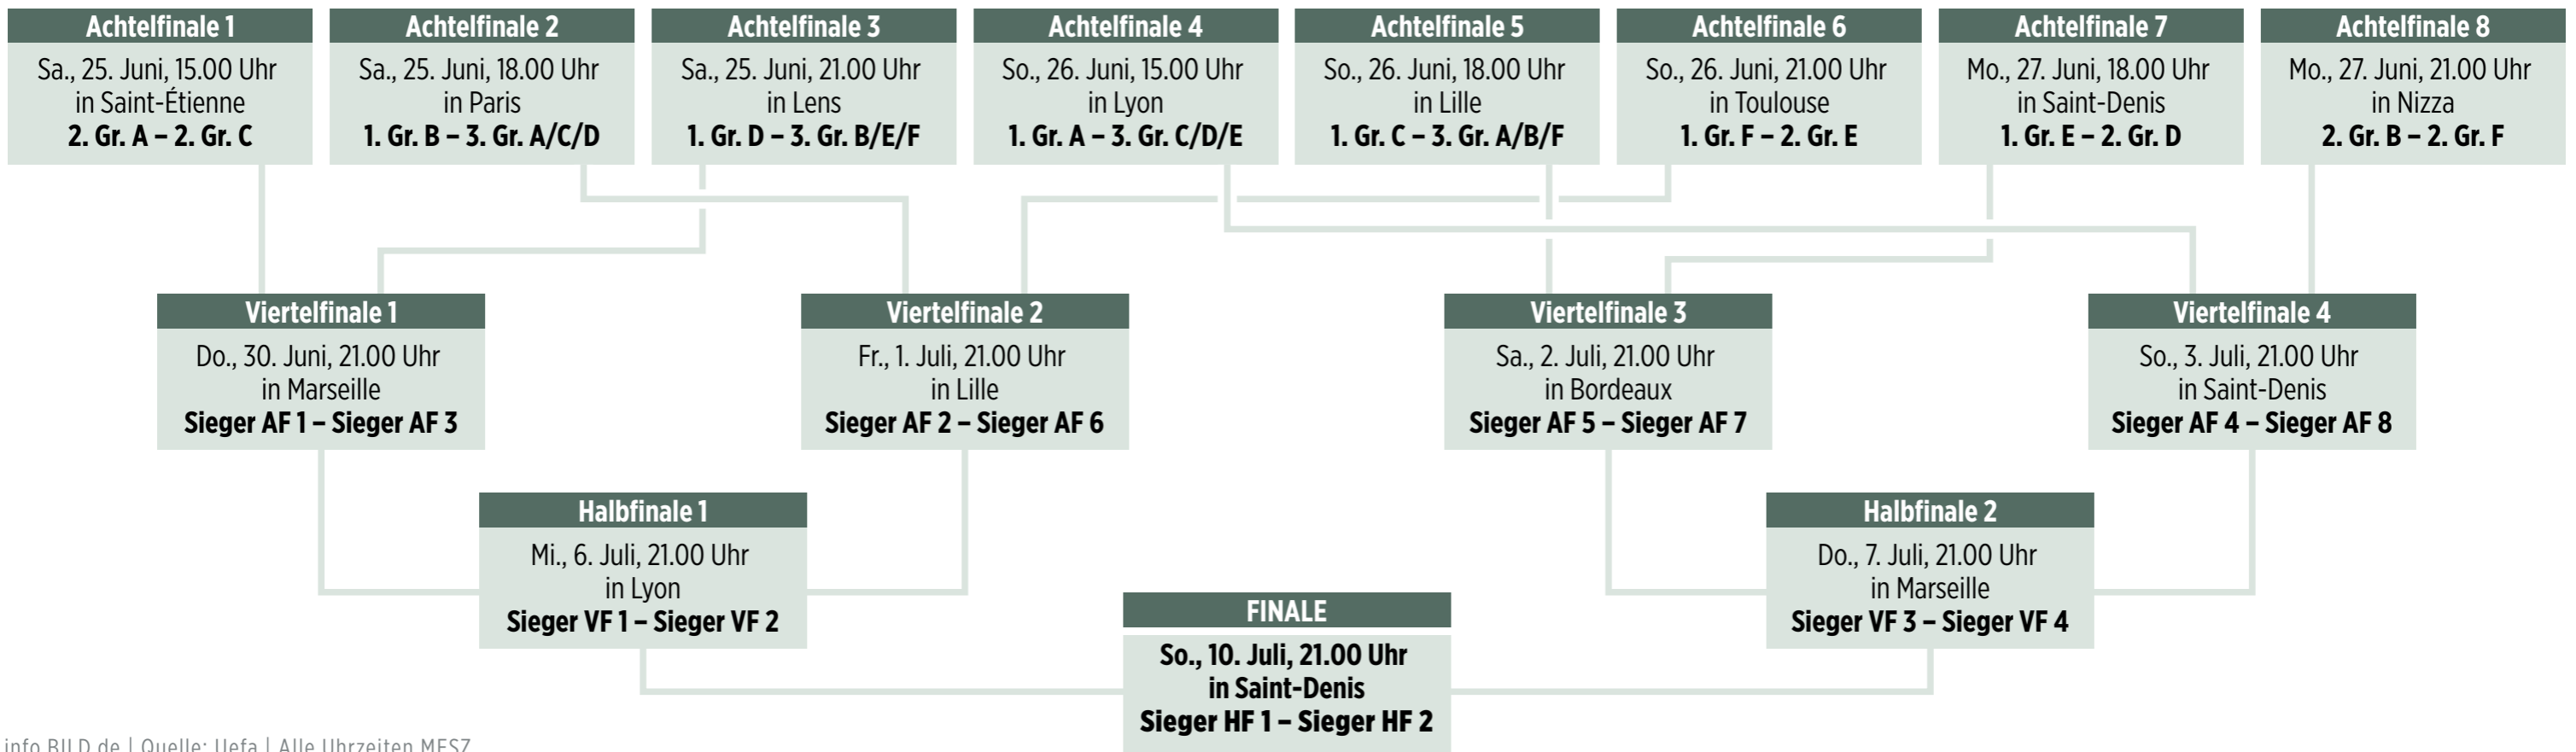 Achtelfinale 1
Sa., 25. Juni, 15.00 Uhr
in Saint-Étienne
2. Gr. A – 2. Gr. C
Achtelfinale 2
Sa., 25. Juni, 18.00 Uhr
in Paris
1. Gr. B – 3. Gr. A/C/D
Achtelfinale 3
Sa., 25. Juni, 21.00 Uhr
in Lens
1. Gr. D – 3. Gr. B/E/F
Achtelfinale 4
So., 26. Juni, 15.00 Uhr
in Lyon
1. Gr. A – 3. Gr. C/D/E
Achtelfinale 5
So., 26. Juni, 18.00 Uhr
in Lille
1. Gr. C – 3. Gr. A/B/F
Achtelfinale 6
So., 26. Juni, 21.00 Uhr
in Toulouse
1. Gr. F – 2. Gr. E
Achtelfinale 7
Mo., 27. Juni, 18.00 Uhr
in Saint-Denis
1. Gr. E – 2. Gr. D
Achtelfinale 8
Mo., 27. Juni, 21.00 Uhr
in Nizza
2. Gr. B – 2. Gr. F
Viertelfinale 1
Do., 30. Juni, 21.00 Uhr
in Marseille
Sieger AF 1 – Sieger AF 3
Viertelfinale 2
Fr., 1. Juli, 21.00 Uhr
in Lille
Sieger AF 2 – Sieger AF 6
Viertelfinale 3
Sa., 2. Juli, 21.00 Uhr
in Bordeaux
Sieger AF 5 – Sieger AF 7
Viertelfinale 4
So., 3. Juli, 21.00 Uhr
in Saint-Denis
Sieger AF 4 – Sieger AF 8
Halbfinale 1
Mi., 6. Juli, 21.00 Uhr
in Lyon
Sieger VF 1 – Sieger VF 2
Halbfinale 2
Do., 7. Juli, 21.00 Uhr
in Marseille
Sieger VF 3 – Sieger VF 4
FINALE
So., 10. Juli, 21.00 Uhr
in Saint-Denis
Sieger HF 1 – Sieger HF 2
info.BILD.de | Quelle: Uefa | Alle Uhrzeiten MESZ